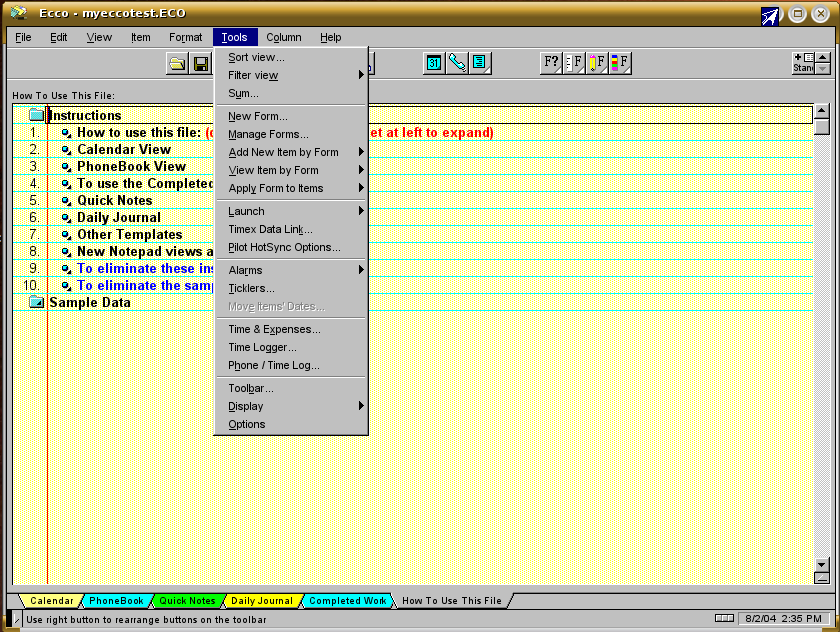 Ecco - myeccotest.ECO
File Edit View Item Format Tools Column Help
31 F? F F F
Stan
How To Use This File:
Instructions
1. How to use this file: et at left to expand)
2. Calendar View
3. PhoneBook View
4. To use the Completed
5. Quick Notes
6. Daily Journal
7. Other Templates
8. New Notepad views a
9. To eliminate these ins
10. To eliminate the samp
Sample Data
Sort view...
Filter view
Sum...
New Form...
Manage Forms...
Add New Item by Form
View Item by Form
Apply Form to Items
Launch
Timex Data Link...
Pilot HotSync Options...
Alarms
Ticklers...
Move Items' Dates...
Time & Expenses...
Time Logger...
Phone / Time Log...
Toolbar...
Display
Options
Calendar PhoneBook Quick Notes Daily Journal Completed Work How To Use This File
Use right button to rearrange buttons on the toolbar
8/2/04 2:35 PM